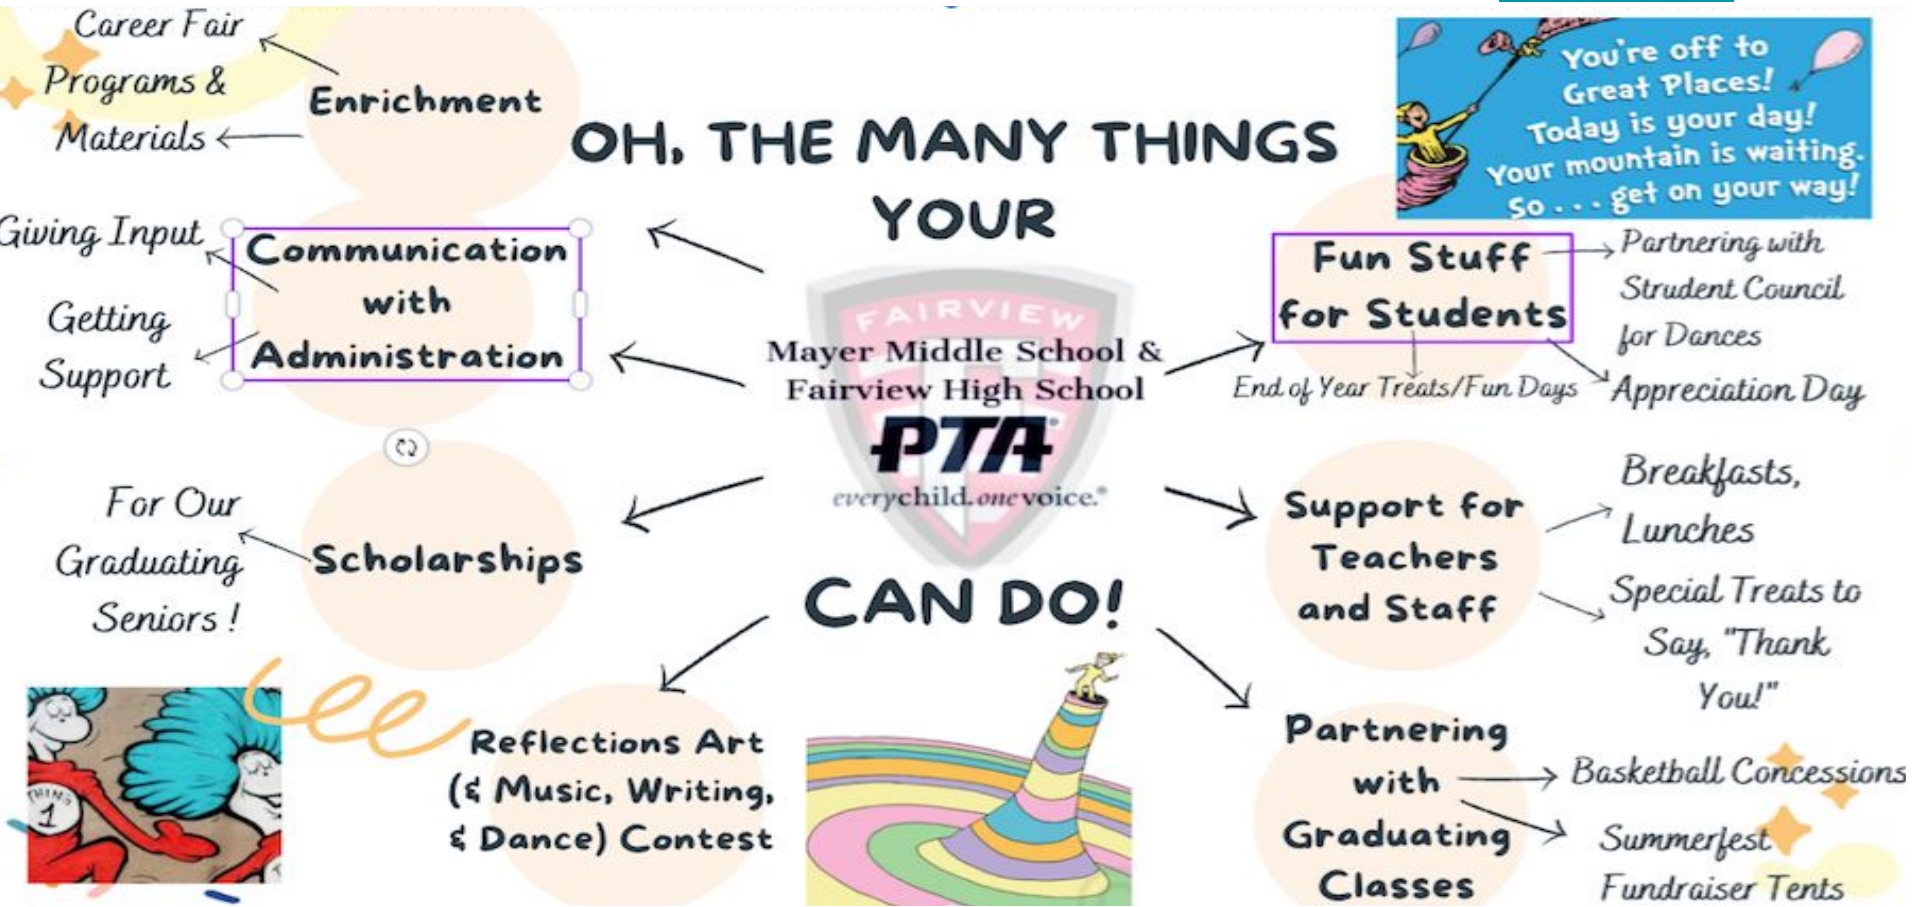 Career Fair
Programs &
Materials
Enrichment
OH, THE MANY THINGS
YOUR
You're off to
Great Places!
Today is your day!
Your mountain is waiting.
So . . . get on your way!
Giving Input
Getting
Support
Communication
with
Administration
FAIRVIEW
Mayer Middle School &
Fairview High School
PTA
everychild.onevoice.®
Fun Stuff
for Students
Partnering with
Strudent Council
for Dances
End of Year Treats/Fun Days
Appreciation Day
For Our
Graduating
Seniors !
Scholarships
CAN DO!
Support for
Teachers
and Staff
Breakfasts,
Lunches
Special Treats to
Say, "Thank
You!"
THING
1
Reflections Art
(& Music, Writing,
& Dance) Contest
Partnering
with
Graduating
Classes
Basketball Concessions
Summerfest
Fundraiser Tents